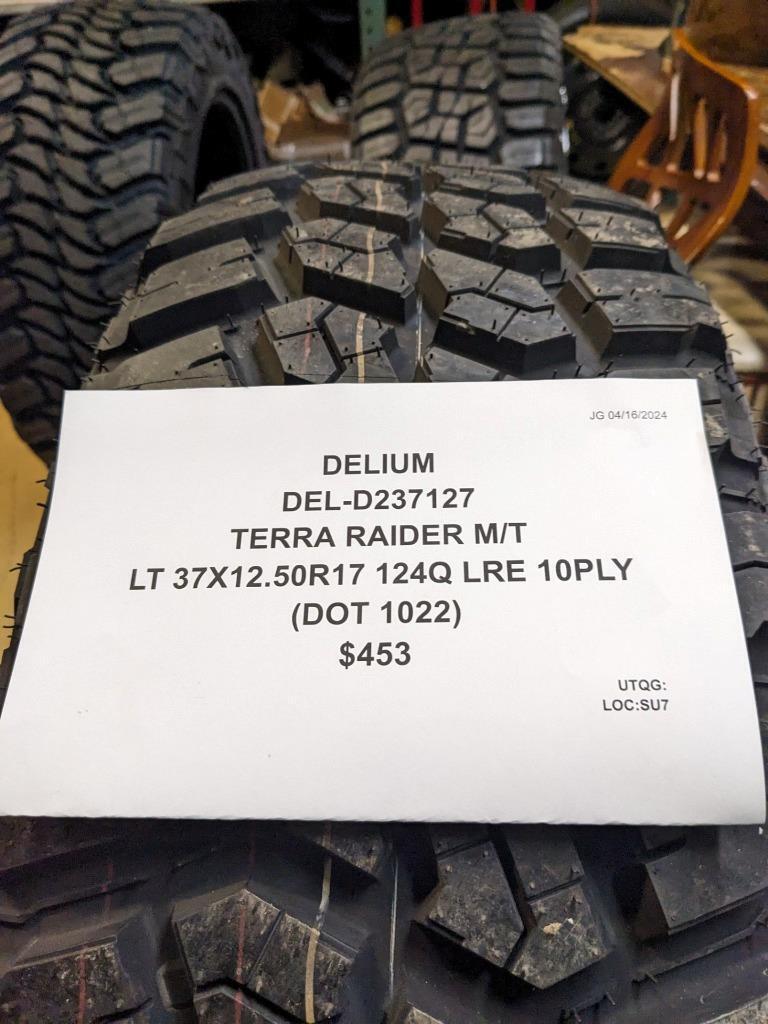 JG 04/16/2024
DELIUM
DEL-D237127
TERRA RAIDER M/T
LT 37X12.50R17 124Q LRE 10PLY
(DOT 1022)
$453
UTQG:
LOC:SU7